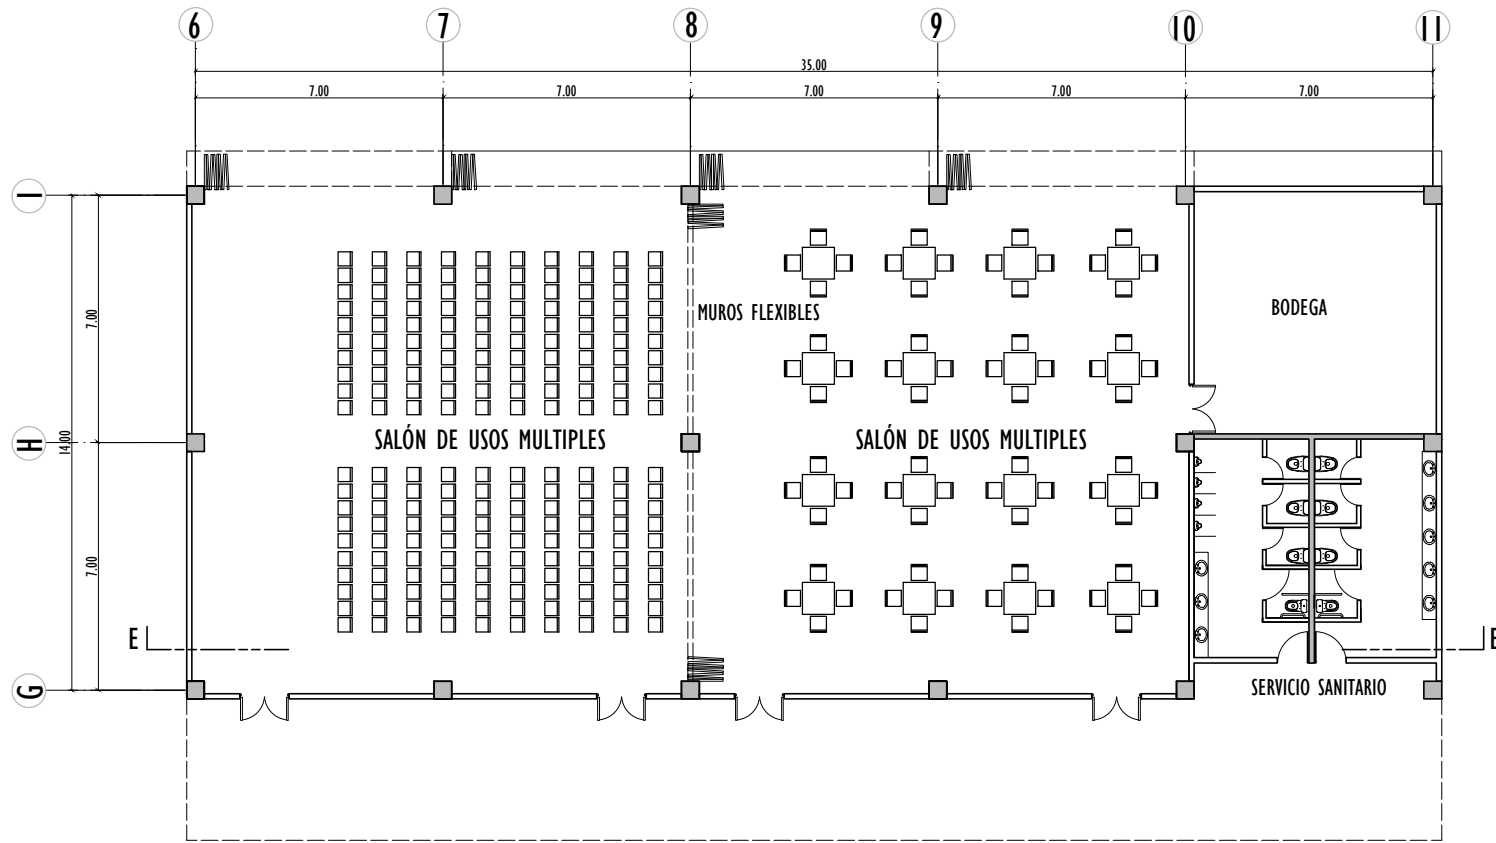 6 7 8 9 10 11
35.00
7.00 7.00 7.00 7.00 7.00
I
MUROS FLEXIBLES
BODEGA
7.00
H
14.00
SALÓN DE USOS MULTIPLES
SALÓN DE USOS MULTIPLES
7.00
E
E
G
SERVICIO SANITARIO